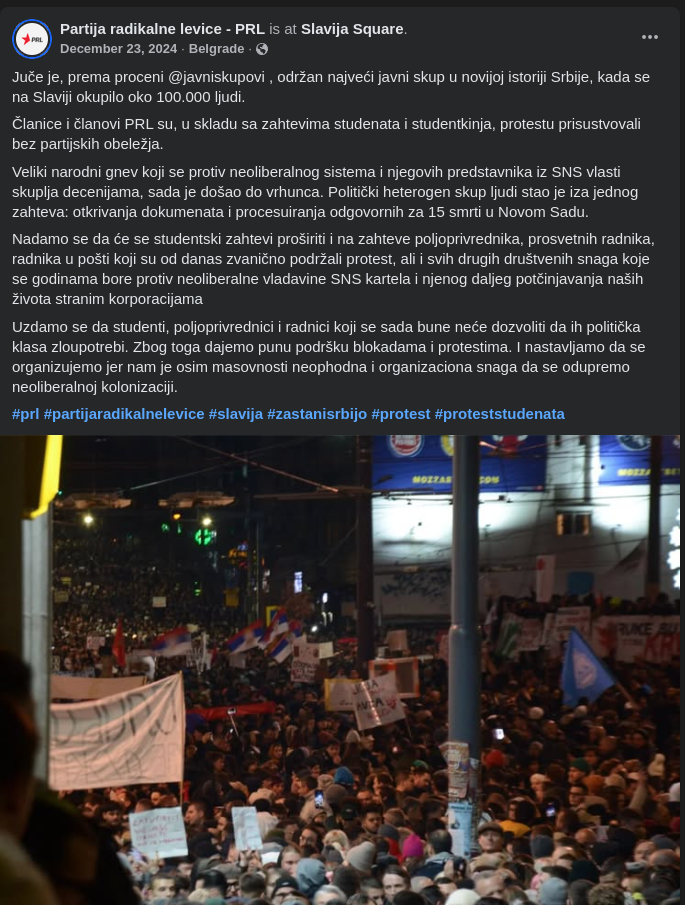 PRL
Partija radikalne levice - PRL is at Slavija Square.
December 23, 2024 · Belgrade ·
Juče je, prema proceni @javniskupovi , održan najveći javni skup u novijoj istoriji Srbije, kada se
na Slaviji okupilo oko 100.000 ljudi.
Članice i članovi PRL su, u skladu sa zahtevima studenata i studentkinja, protestu prisustvovali
bez partijskih obeležja.
Veliki narodni gnev koji se protiv neoliberalnog sistema i njegovih predstavnika iz SNS vlasti
skuplja decenijama, sada je došao do vrhunca. Politički heterogen skup ljudi stao je iza jednog
zahteva: otkrivanja dokumenata i procesuiranja odgovornih za 15 smrti u Novom Sadu.
Nadamo se da će se studentski zahtevi proširiti i na zahteve poljoprivrednika, prosvetnih radnika,
radnika u pošti koji su od danas zvanično podržali protest, ali i svih drugih društvenih snaga koje
se godinama bore protiv neoliberalne vladavine SNS kartela i njenog daljeg potčinjavanja naših
života stranim korporacijama
Uzdamo se da studenti, poljoprivrednici i radnici koji se sada bune neće dozvoliti da ih politička
klasa zloupotrebi. Zbog toga dajemo punu podršku blokadama i protestima. I nastavljamo da se
organizujemo jer nam je osim masovnosti neophodna i organizaciona snaga da se odupremo
neoliberalnoj kolonizaciji.
#prl #partijaradikalnelevice #slavija #zastanisrbijo #protest #proteststudenata
RUKE